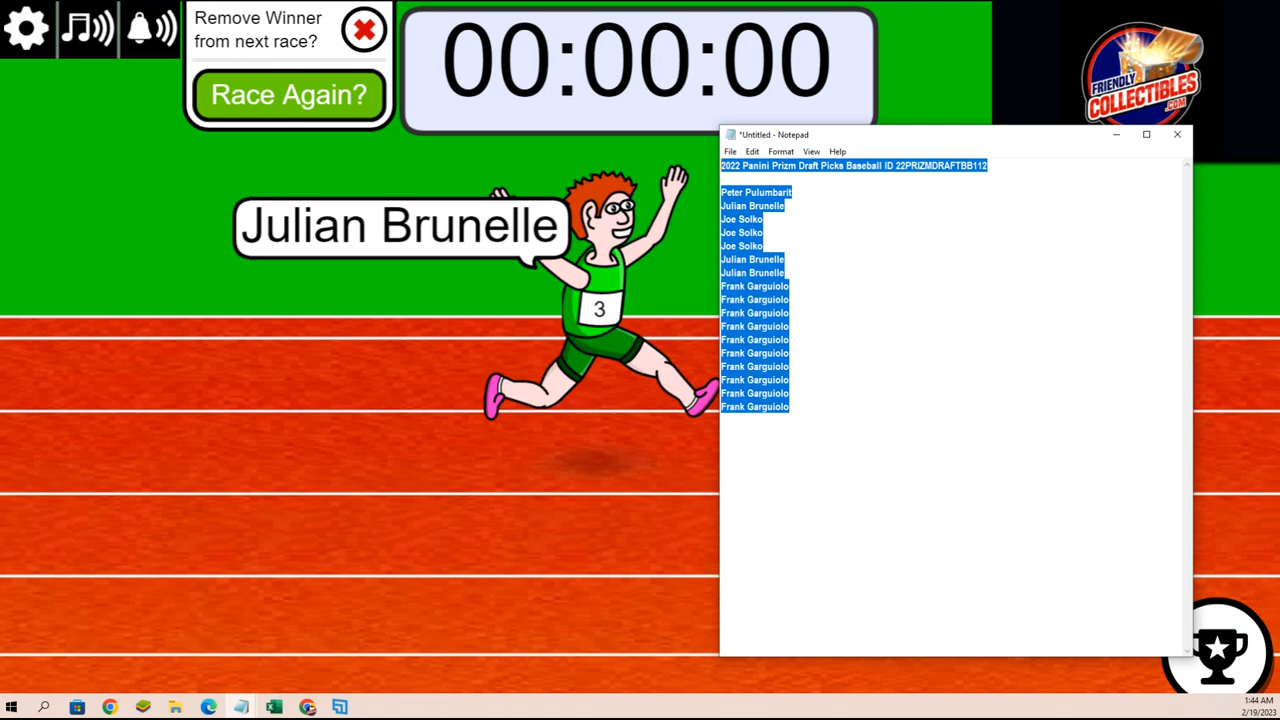 Remove Winner
from next race?
Race Again?
00:00:00
FRIENDLY
COLLECTIBLES
.COM
*Untitled - Notepad
File Edit Format View Help
2022 Panini Prizm Draft Picks Baseball ID 22PRIZMDRAFTBB112
Peter Pulumbarit
Julian Brunelle
Joe Solko
Joe Solko
Joe Solko
Julian Brunelle
Julian Brunelle
Frank Garguiolo
Frank Garguiolo
Frank Garguiolo
Frank Garguiolo
Frank Garguiolo
Frank Garguiolo
Frank Garguiolo
Frank Garguiolo
Frank Garguiolo
Frank Garguiolo
Julian Brunelle
3
1:44 AM
2/19/2023